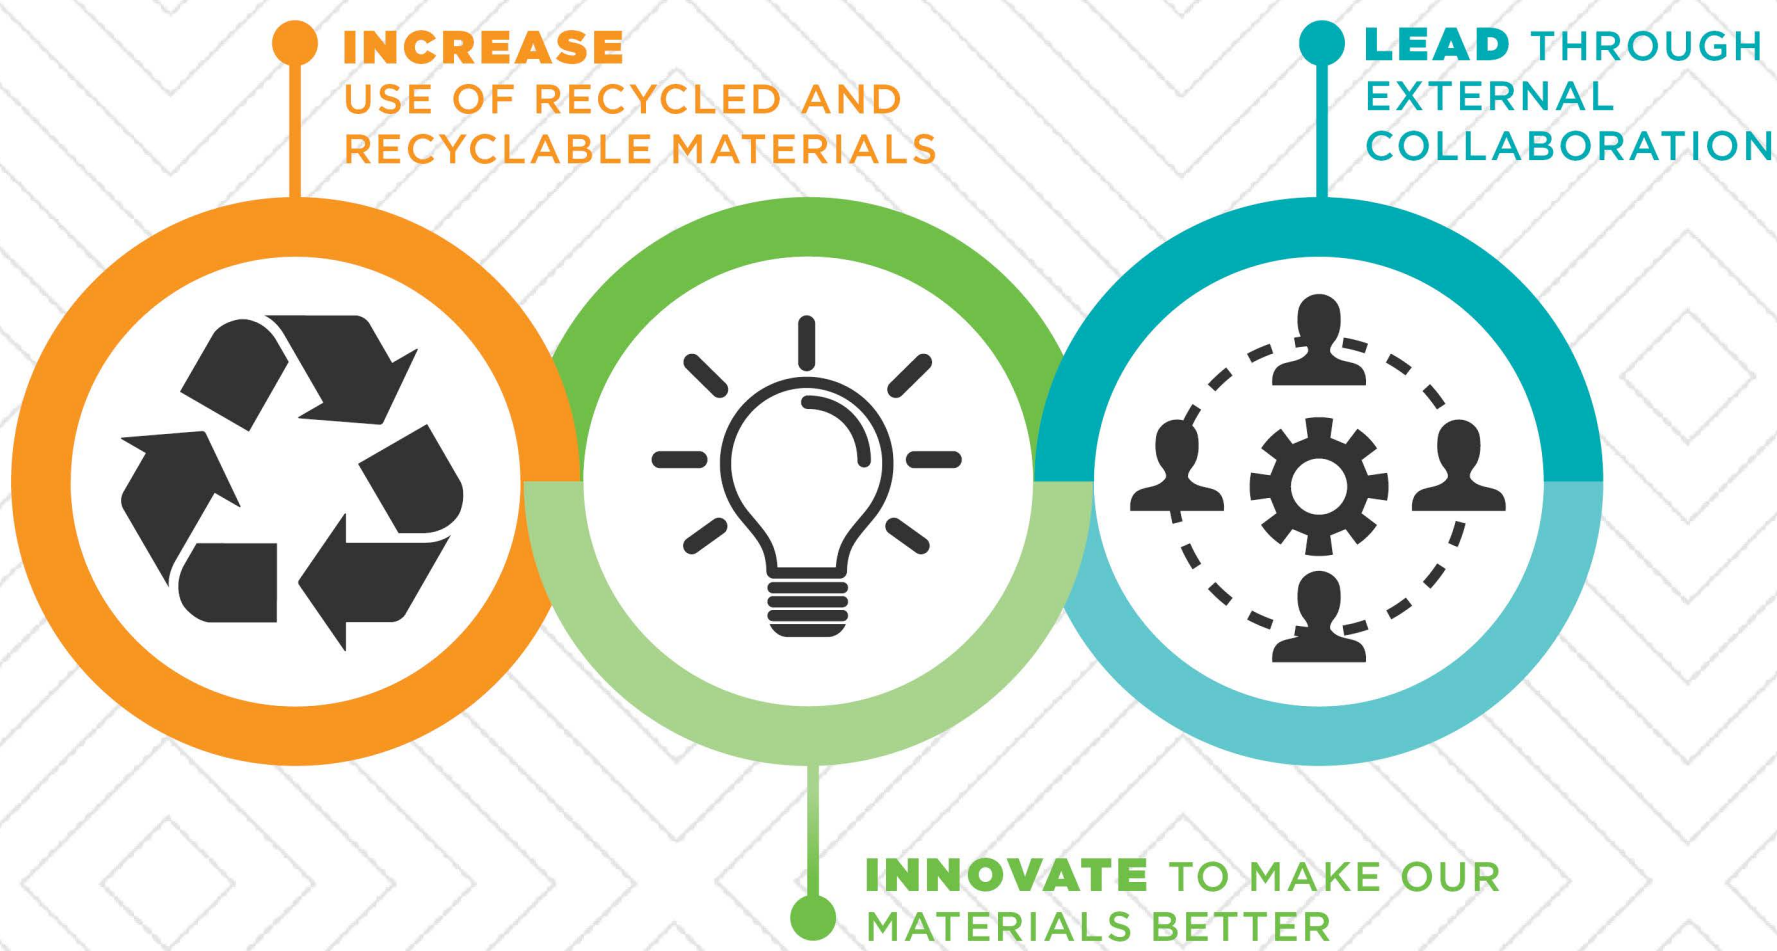 INCREASE
USE OF RECYCLED AND
RECYCLABLE MATERIALS
LEAD THROUGH
EXTERNAL
COLLABORATION
INNOVATE TO MAKE OUR
MATERIALS BETTER